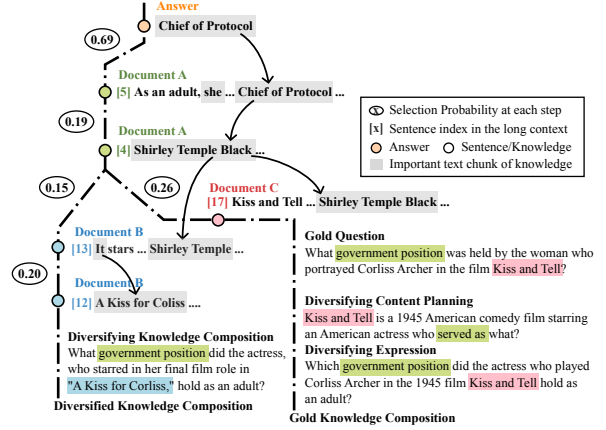 Answer
Chief of Protocol
0.69
Document A
[5] As an adult, she ... Chief of Protocol ...
0.19
Document A
[4] Shirley Temple Black ...
0.15
0.26
Document C
[17] Kiss and Tell ... Shirley Temple Black ...
Document B
[13] It stars ... Shirley Temple ...
0.20
Document B
[12] A Kiss for Coliss ....
Diversifying Knowledge Composition
What government position did the actress,
who starred in her final film role in
"A Kiss for Corliss," hold as an adult?
Diversified Knowledge Composition
x Selection Probability at each step
[x] Sentence index in the long context
Answer Sentence/Knowledge
Important text chunk of knowledge
Gold Question
What government position was held by the woman who
portrayed Corliss Archer in the film Kiss and Tell?
Diversifying Content Planning
Kiss and Tell is a 1945 American comedy film starring
an American actress who served as what?
Diversifying Expression
Which government position did the actress who played
Corliss Archer in the 1945 film Kiss and Tell hold as
an adult?
Gold Knowledge Composition